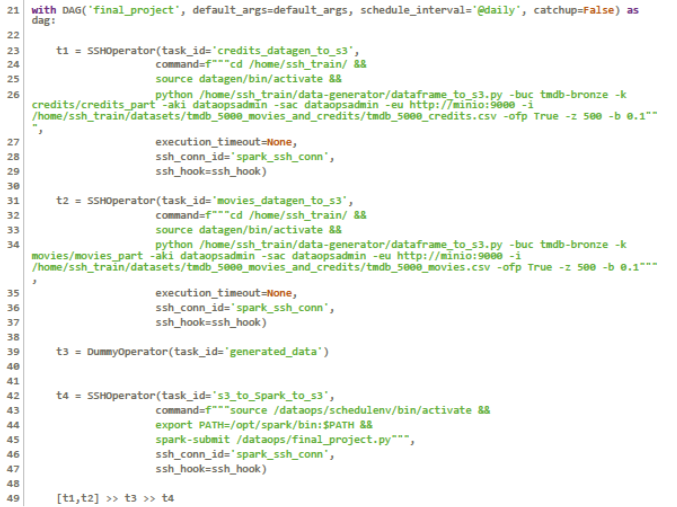 21 with DAG('final_project', default_args=default_args, schedule_interval='@daily', catchup=False) as
dag:
22
23     t1 = SSHOperator(task_id='credits_datagen_to_s3',
24                      command=f"""cd /home/ssh_train/ &&
25                      source datagen/bin/activate &&
26                      python /home/ssh_train/data-generator/dataframe_to_s3.py -buc tmdb-bronze -k
credits/credits_part -aki dataopsadmin -sac dataopsadmin -eu http://minio:9000 -i
/home/ssh_train/datasets/tmdb_5000_movies_and_credits/tmdb_5000_credits.csv -ofp True -z 500 -b 0.1""
",
27                      execution_timeout=None,
28                      ssh_conn_id='spark_ssh_conn',
29                      ssh_hook=ssh_hook)
30
31     t2 = SSHOperator(task_id='movies_datagen_to_s3',
32                      command=f"""cd /home/ssh_train/ &&
33                      source datagen/bin/activate &&
34                      python /home/ssh_train/data-generator/dataframe_to_s3.py -buc tmdb-bronze -k
movies/movies_part -aki dataopsadmin -sac dataopsadmin -eu http://minio:9000 -i
/home/ssh_train/datasets/tmdb_5000_movies_and_credits/tmdb_5000_movies.csv -ofp True -z 500 -b 0.1"""
,
35                      execution_timeout=None,
36                      ssh_conn_id='spark_ssh_conn',
37                      ssh_hook=ssh_hook)
38
39     t3 = DummyOperator(task_id='generated_data')
40
41
42     t4 = SSHOperator(task_id='s3_to_Spark_to_s3',
43                      command=f"""source /dataops/schedulenv/bin/activate &&
44                      export PATH=/opt/spark/bin:$PATH &&
45                      spark-submit /dataops/final_project.py""",
46                      ssh_conn_id='spark_ssh_conn',
47                      ssh_hook=ssh_hook)
48
49     [t1,t2] >> t3 >> t4